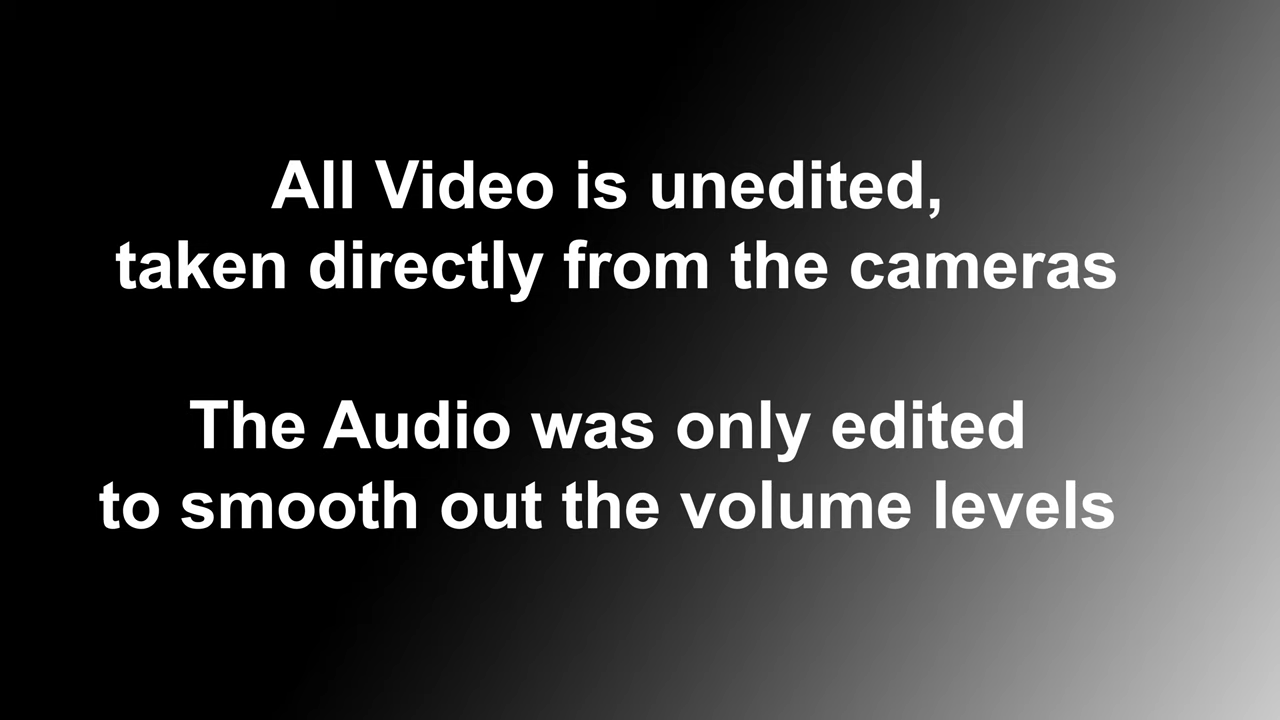 All Video is unedited,
taken directly from the cameras
The Audio was only edited
to smooth out the volume levels